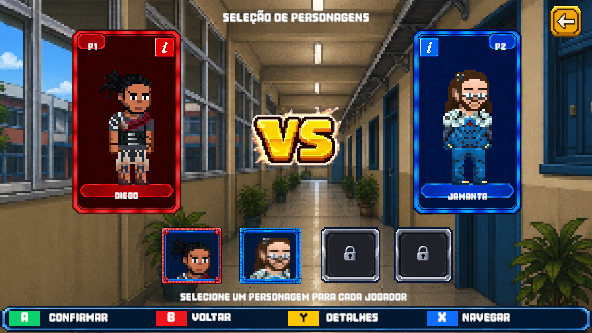 SELEÇÃO DE PERSONAGENS
P1
i
i
P2
VS
DIEGO
JAMANTA
SELECIONE UM PERSONAGEM PARA CADA JOGADOR
A CONFIRMAR B VOLTAR Y DETALHES X NAVEGAR